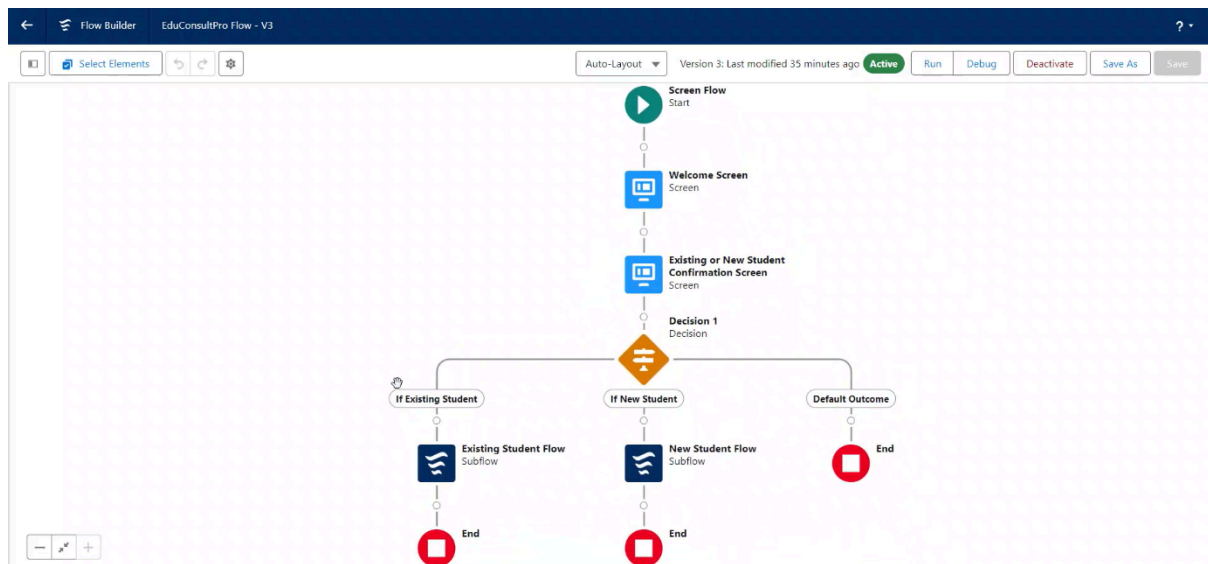 Flow Builder EduConsultPro Flow - V3 ?
Select Elements Auto-Layout Version 3: Last modified 35 minutes ago Active Run Debug Deactivate Save As Save
Screen Flow
Start
Welcome Screen
Screen
Existing or New Student
Confirmation Screen
Screen
Decision 1
Decision
If Existing Student If New Student Default Outcome
Existing Student Flow
Subflow
New Student Flow
Subflow
End
End
End